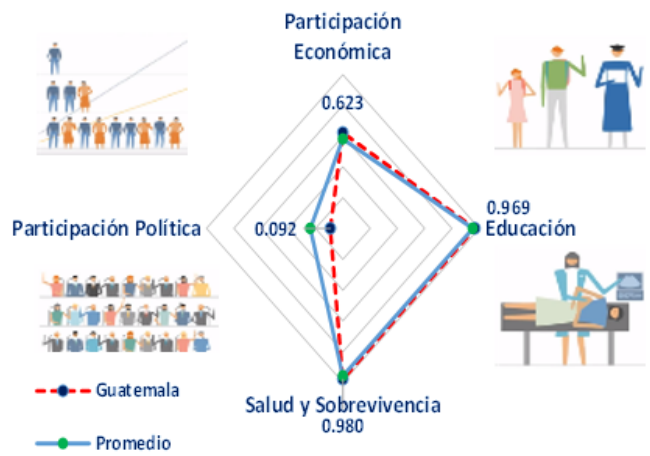 Participación
Económica
0.623
0.969
Participación Política
0.092
Educación
Guatemala
Salud y Sobrevivencia
0.980
Promedio